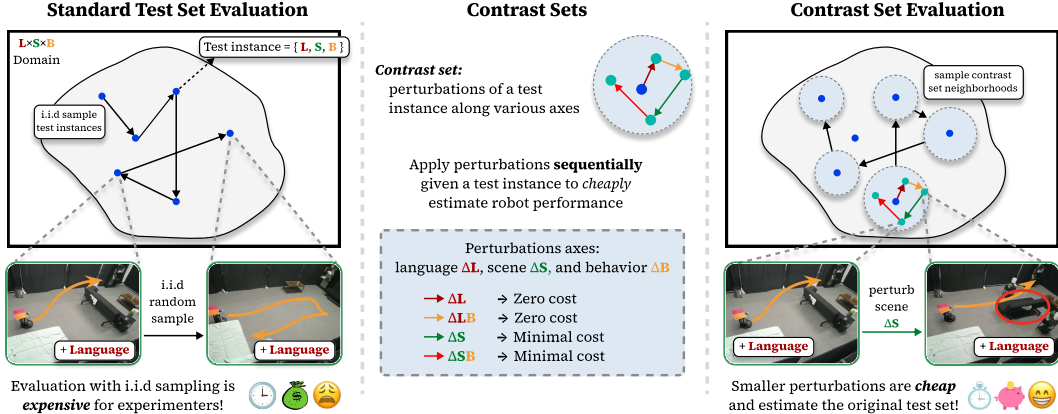 Standard Test Set Evaluation
L×S×B
Domain
Test instance = { L, S, B }
i.i.d sample
test instances
i.i.d
random
sample
+ Language
+ Language
Evaluation with i.i.d sampling is
expensive for experimenters!
Contrast Sets
Contrast set:
perturbations of a test
instance along various axes
Apply perturbations sequentially
given a test instance to cheaply
estimate robot performance
Perturbations axes:
language ΔL, scene ΔS, and behavior ΔB
→ ΔL → Zero cost
→ ΔLB → Zero cost
→ ΔS → Minimal cost
→ ΔSB → Minimal cost
Contrast Set Evaluation
sample contrast
set neighborhoods
perturb
scene
ΔS
+ Language
+ Language
Smaller perturbations are cheap
and estimate the original test set!